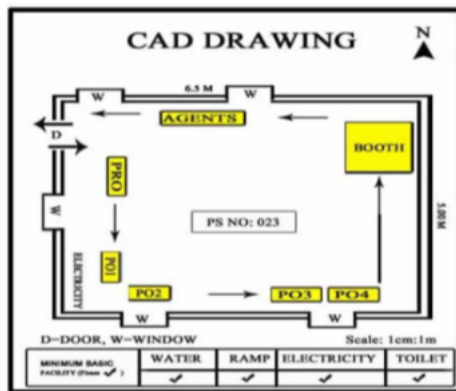 CAD DRAWING
N
6.5 M
W
W
D
AGENTS
BOOTH
PRO
W
PS NO: 023
5.00 M
ELECTRICITY
PO1
PO2
PO3
PO4
W
W
D=DOOR, W=WINDOW
Scale: 1cm:1m
MINIMUM BASIC FACILITY (Please ✓)
WATER
RAMP
ELECTRICITY
TOILET
✓
✓
✓
✓